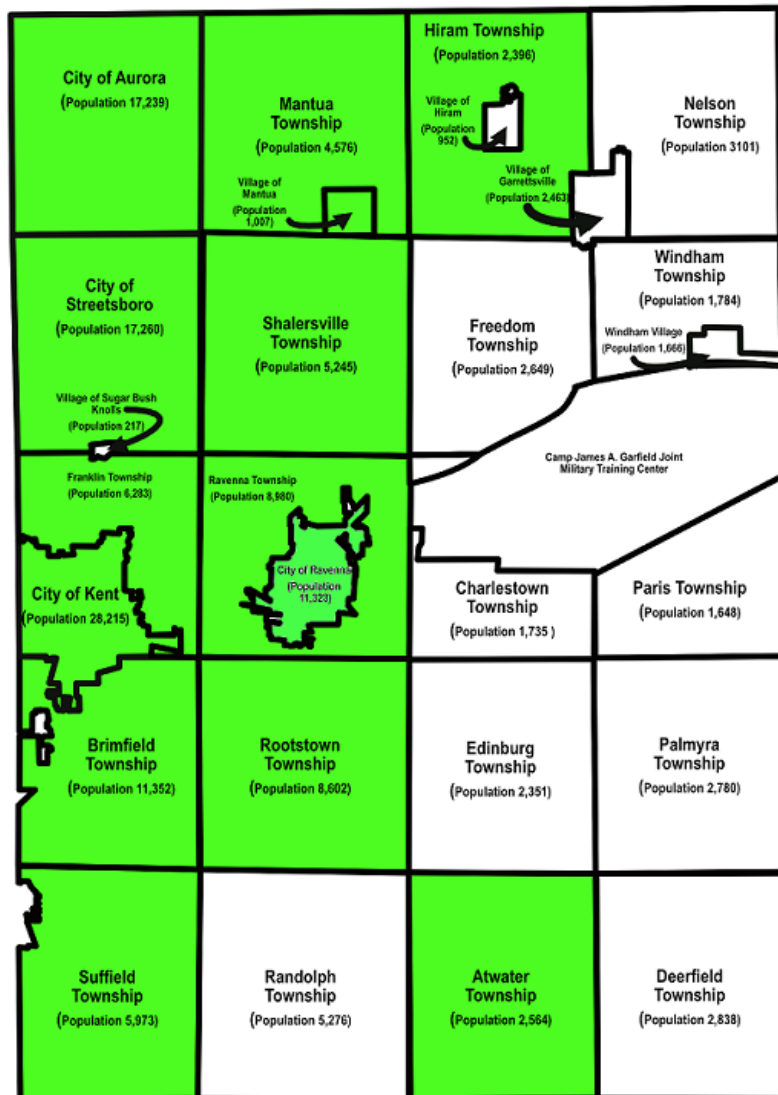 City of Aurora
(Population 17,239)
Mantua
Township
(Population 4,576)
Village of
Mantua
(Population
1,007)
Hiram Township
(Population 2,396)
Village of
Hiram
(Population
952)
Village of
Garrettsville
(Population 2,463)
Nelson
Township
(Population 3101)
City of
Streetsboro
(Population 17,260)
Village of Sugar Bush
Knolls
(Population 217)
Shalersville
Township
(Population 5,245)
Freedom
Township
(Population 2,649)
Windham
Township
(Population 1,784)
Windham Village
(Population 1,666)
Camp James A. Garfield Joint
Military Training Center
Franklin Township
(Population 6,283)
City of Kent
(Population 28,215)
Ravenna Township
(Population 8,980)
City of Ravenna
(Population
11,323)
Charlestown
Township
(Population 1,735 )
Paris Township
(Population 1,648)
Brimfield
Township
(Population 11,352)
Rootstown
Township
(Population 8,602)
Edinburg
Township
(Population 2,351)
Palmyra
Township
(Population 2,780)
Suffield
Township
(Population 5,973)
Randolph
Township
(Population 5,276)
Atwater
Township
(Population 2,564)
Deerfield
Township
(Population 2,838)